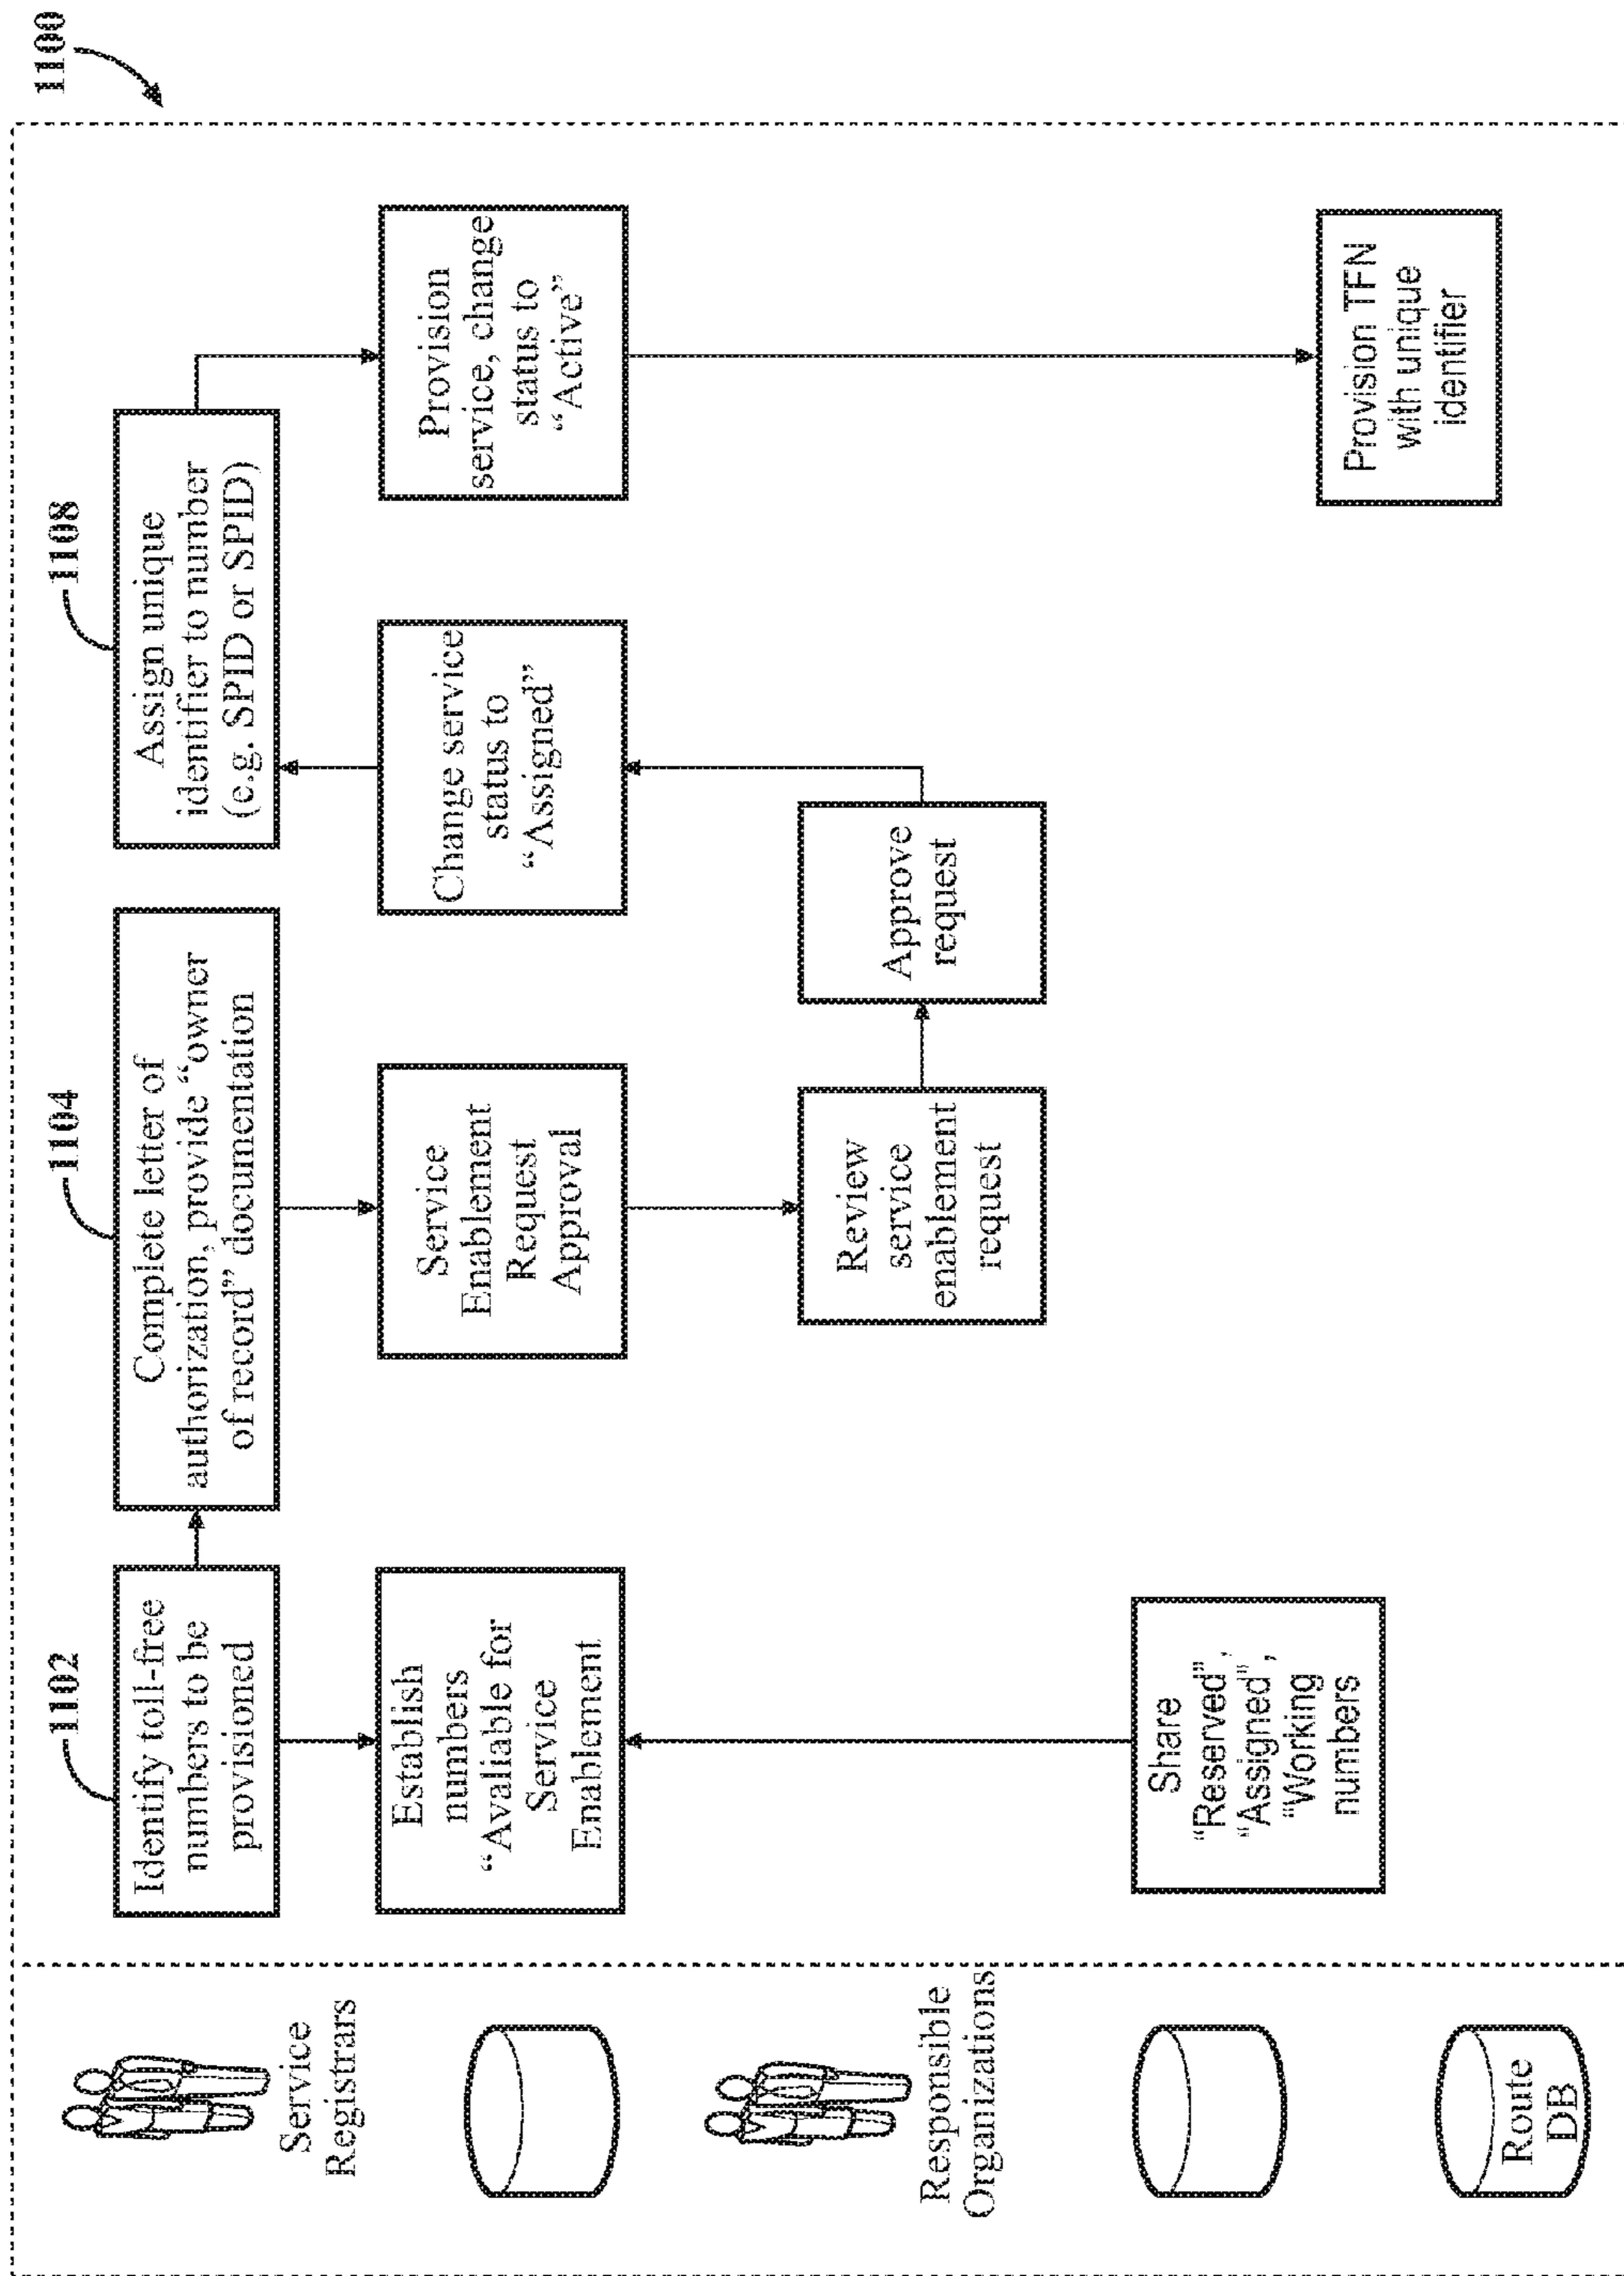 1100
1102
Identify toll-free
numbers to be
provisioned
1104
Complete letter of
authorization, provide “owner
of record” documentation
1108
Assign unique
identifier to number
(e.g. SPID or SPID)
Service
Registrars
Establish
numbers
“Avaliable for
Service
Enablement
Service
Enablement
Request
Approval
Change service
status to
“Assigned”
Provision
service, change
status to
“Active”
Responsible
Organizations
Review
service
enablement
request
Approve
request
Share
“Reserved”,
“Assigned”,
“Working
numbers
Route
DB
Provision TFN
with unique
identifier